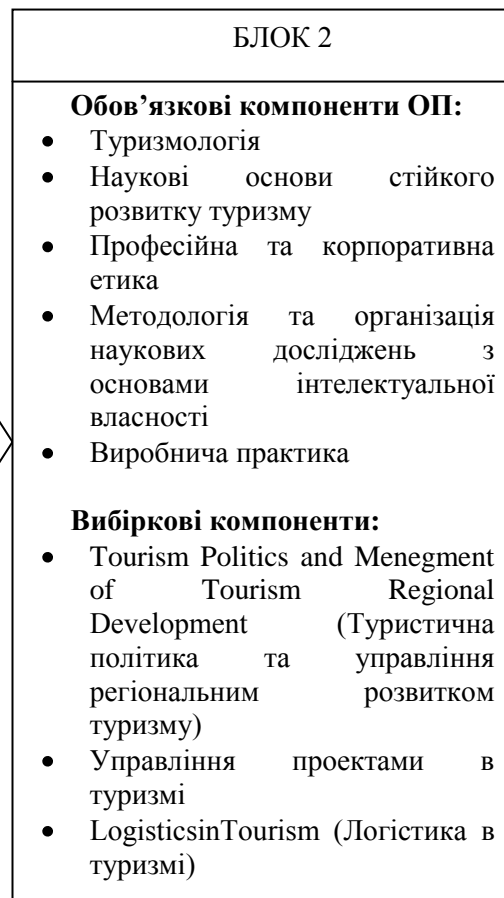 БЛОК 2
Обов’язкові компоненти ОП:
• Туризмологія
• Наукові основи стійкого
розвитку туризму
• Професійна та корпоративна
етика
• Методологія та організація
наукових досліджень з
основами інтелектуальної
власності
• Виробнича практика
Вибіркові компоненти:
• Tourism Politics and Menegment
of Tourism Regional
Development (Туристична
політика та управління
регіональним розвитком
туризму)
• Управління проектами в
туризмі
• LogisticsinTourism (Логістика в
туризмі)